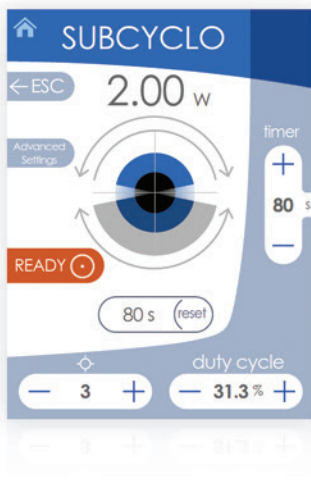 SUBCYCLO
← ESC
2.00 w
Advanced
Settings
timer
+
80 s
−
READY
80 s (reset)
duty cycle
− 3 +
− 31.3 % +